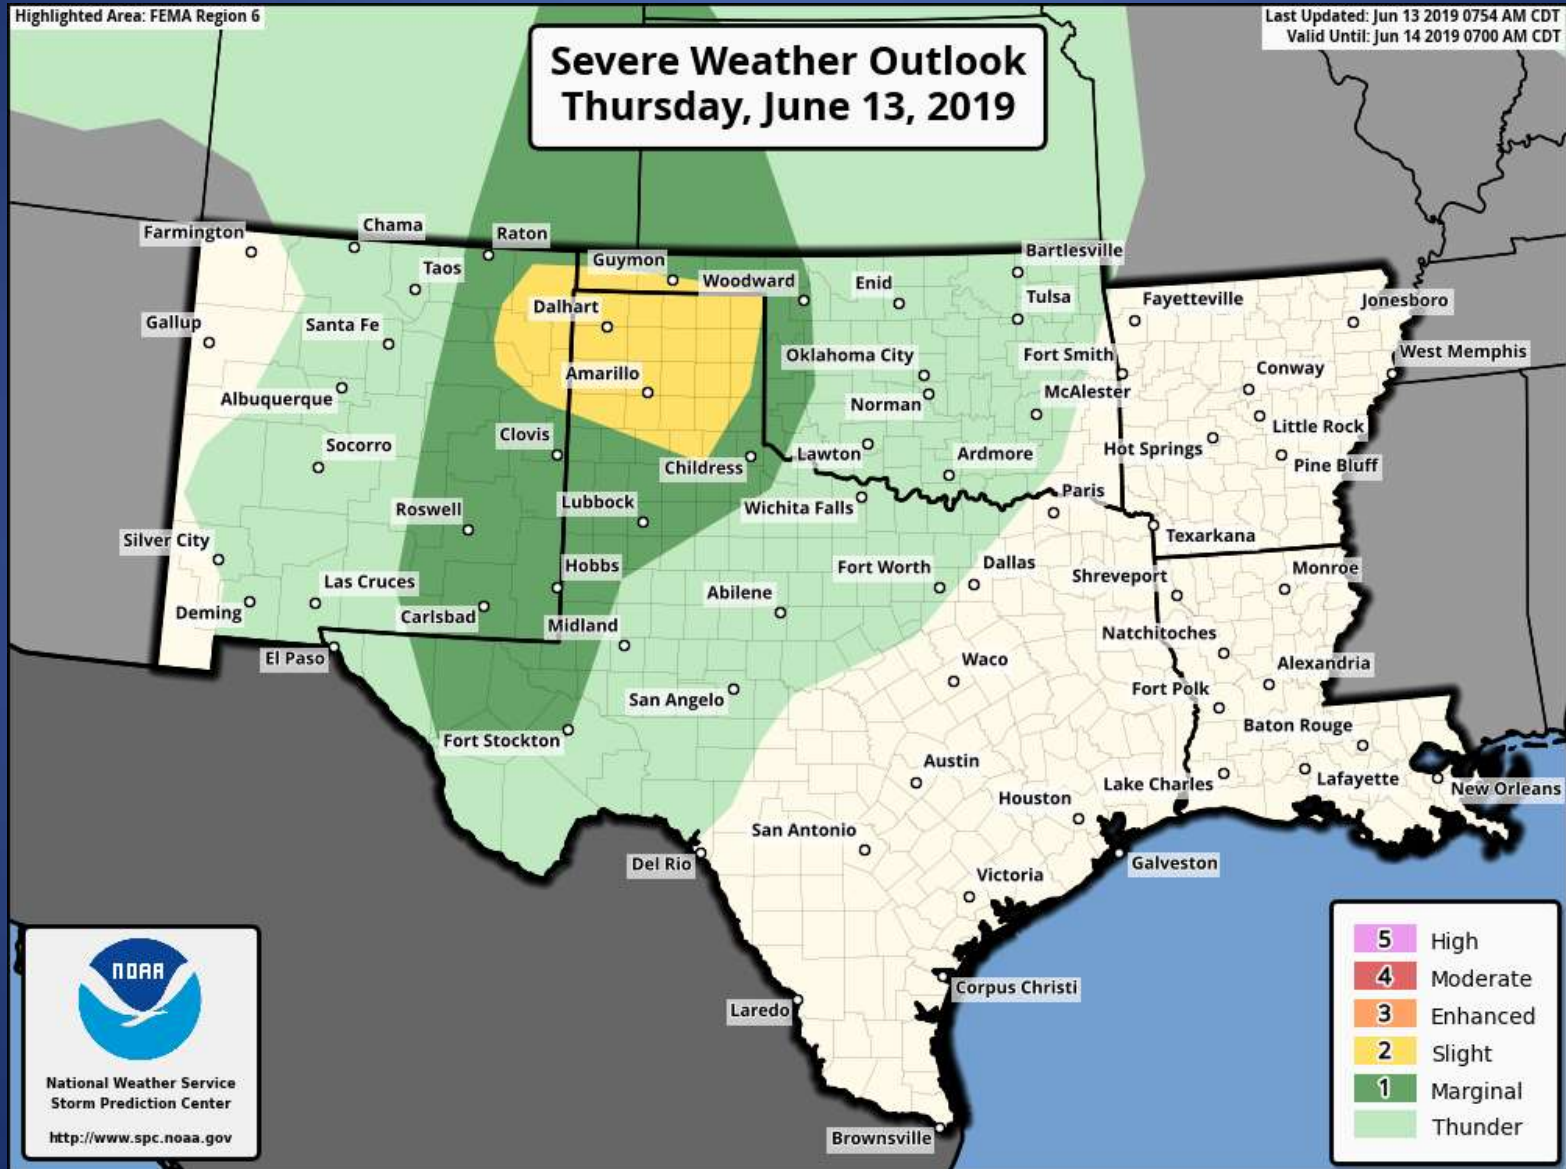 Highlighted Area: FEMA Region 6
Last Updated: Jun 13 2019 0754 AM CDT
Valid Until: Jun 14 2019 0700 AM CDT
Severe Weather Outlook
Thursday, June 13, 2019
Farmington
Chama
Raton
Taos
Guymon
Woodward
Enid
Bartlesville
Tulsa
Fayetteville
Jonesboro
Gallup
Santa Fe
Dalhart
Oklahoma City
Fort Smith
West Memphis
Conway
Albuquerque
Amarillo
Norman
McAlester
Little Rock
Socorro
Clovis
Childress
Lawton
Ardmore
Hot Springs
Pine Bluff
Roswell
Lubbock
Wichita Falls
Paris
Texarkana
Silver City
Las Cruces
Hobbs
Fort Worth
Dallas
Shreveport
Monroe
Deming
Carlsbad
Midland
Abilene
Natchitoches
El Paso
Waco
Alexandria
San Angelo
Fort Polk
Fort Stockton
Baton Rouge
Austin
Houston
Lake Charles
Lafayette
New Orleans
San Antonio
Del Rio
Galveston
Victoria
Corpus Christi
Laredo
Brownsville
NOAA
National Weather Service
Storm Prediction Center
http://www.spc.noaa.gov
5 High
4 Moderate
3 Enhanced
2 Slight
1 Marginal
Thunder